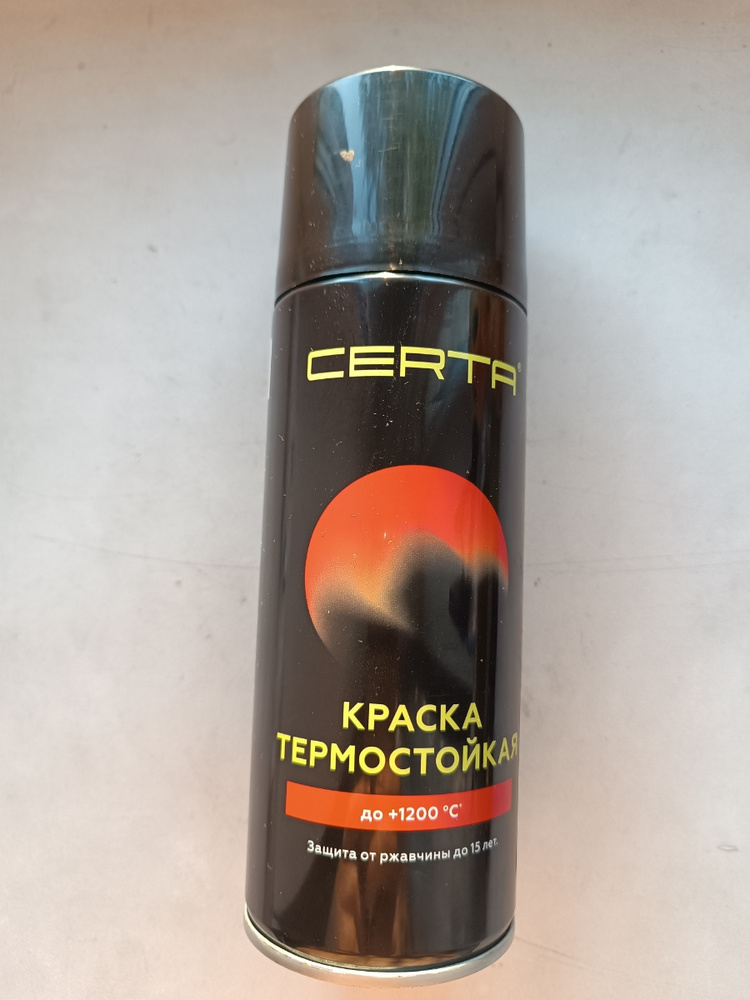 CERTA®
КРАСКА
ТЕРМОСТОЙКАЯ
до +1200 °C*
Защита от ржавчины до 15 лет.